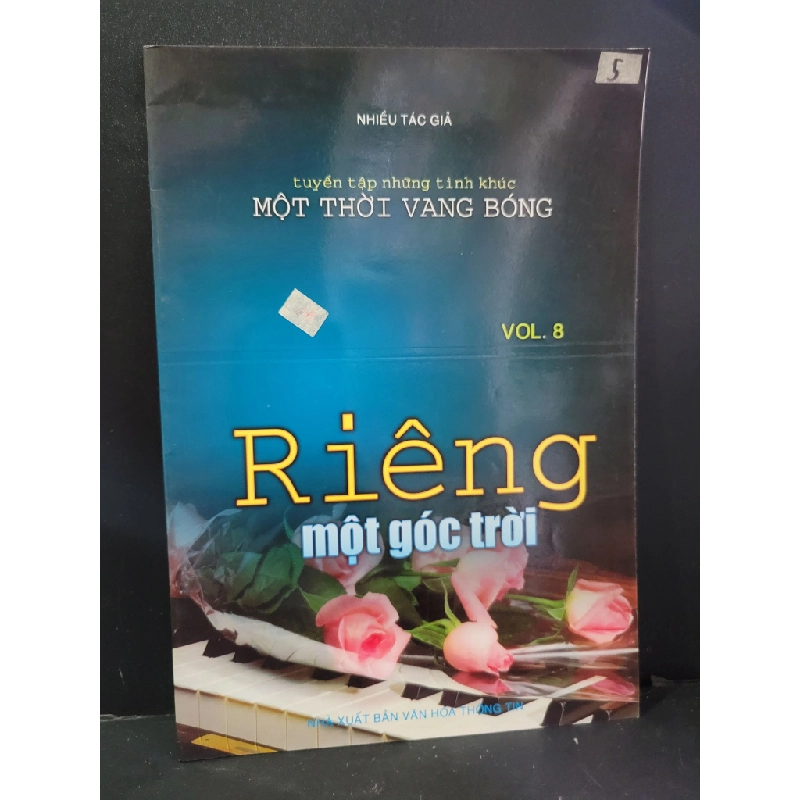 5
NHIỀU TÁC GIẢ
tuyển tập những tình khúc
MỘT THỜI VANG BÓNG
VOL. 8
Riêng
một góc trời
NHÀ XUẤT BẢN VĂN HÓA THÔNG TIN